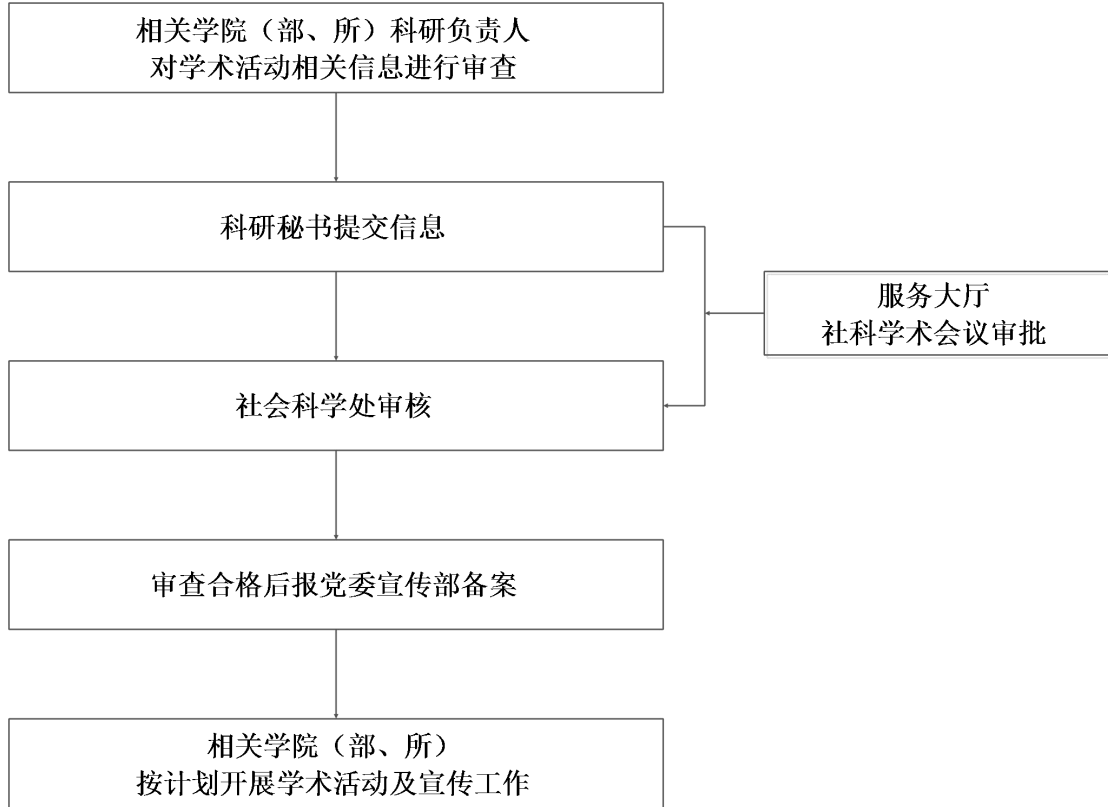 相关学院（部、所）科研负责人
对学术活动相关信息进行审查
科研秘书提交信息
服务大厅
社科学术会议审批
社会科学处审核
审查合格后报党委宣传部备案
相关学院（部、所）
按计划开展学术活动及宣传工作